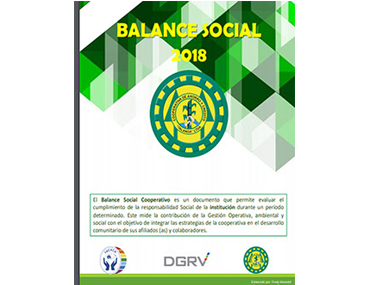 BALANCE SOCIAL
2018
El Balance Social Cooperativo es un documento que permite evaluar el
cumplimiento de la responsabilidad Social de la institución durante un período
determinado. Este mide la contribución de la Gestión Operativa, ambiental y
social con el objetivo de integrar las estrategias de la cooperativa en el desarrollo
comunitario de sus afiliados (as) y colaboradores.
DGRV